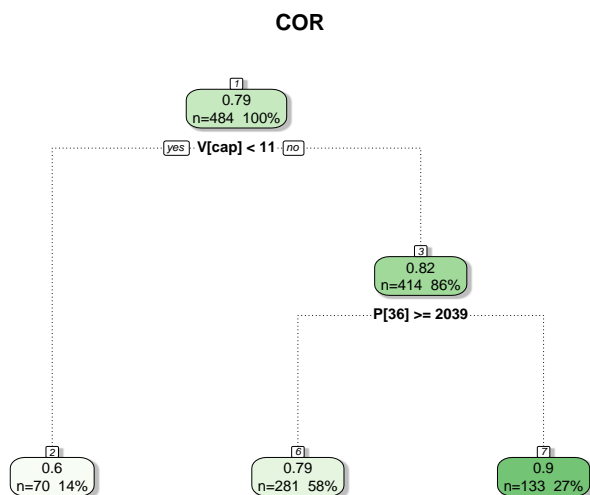 COR
1
0.79
n=484 100%
yes V[cap] < 11 no
3
0.82
n=414 86%
P[36] >= 2039
2
0.6
n=70 14%
6
0.79
n=281 58%
7
0.9
n=133 27%